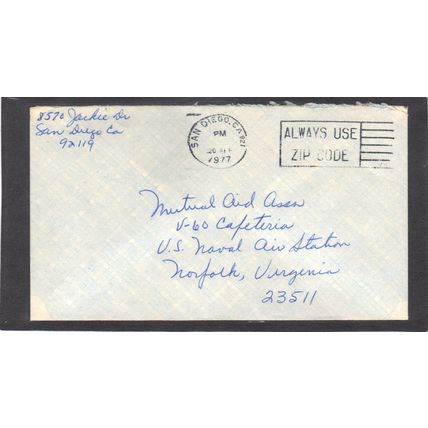 8570 Jackie Dr
San Diego Ca
92119
SAN DIEGO, CA 921
PM
20
1977
ALWAYS USE
ZIP CODE
Mutual Aid Assn
V-60 Cafeteria
U.S. Naval Air Station
Norfolk, Virginia
23511